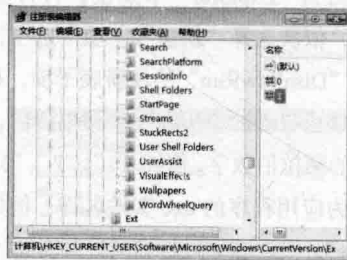 注册表编辑器
文件(F) 编辑(E) 查看(V) 收藏夹(A) 帮助(H)
Search
SearchPlatform
SessionInfo
Shell Folders
StartPage
Streams
StuckRects2
User Shell Folders
UserAssist
VisualEffects
Wallpapers
WordWheelQuery
Ext
名称
(默认)
0
1
计算机\HKEY_CURRENT_USER\Software\Microsoft\Windows\CurrentVersion\Ex